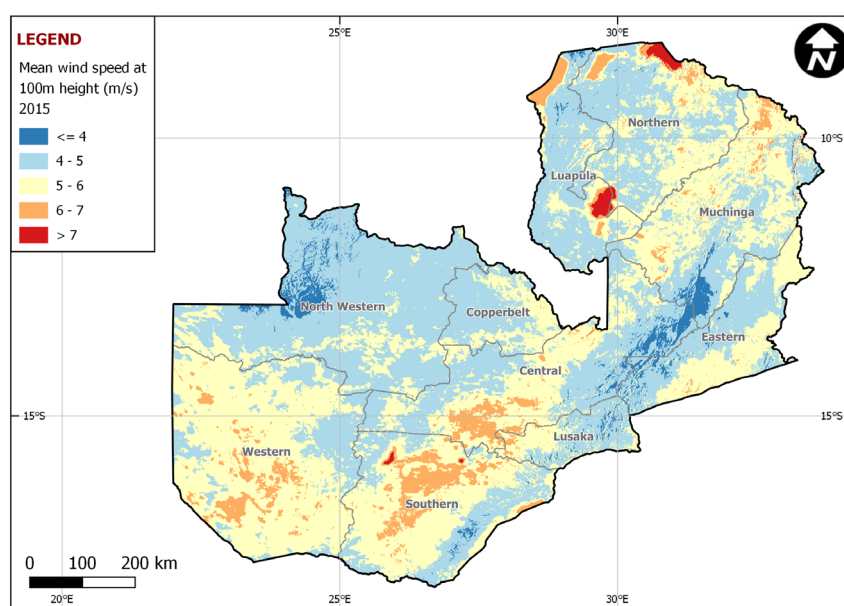 25°E
30°E
LEGEND
Mean wind speed at
100m height (m/s)
2015
<= 4
4 - 5
5 - 6
6 - 7
> 7
N
10°S
10°S
Northern
Luapula
Muchinga
North Western
Copperbelt
Eastern
Central
15°S
15°S
Lusaka
Western
Southern
0 100 200 km
20°E
25°E
30°E